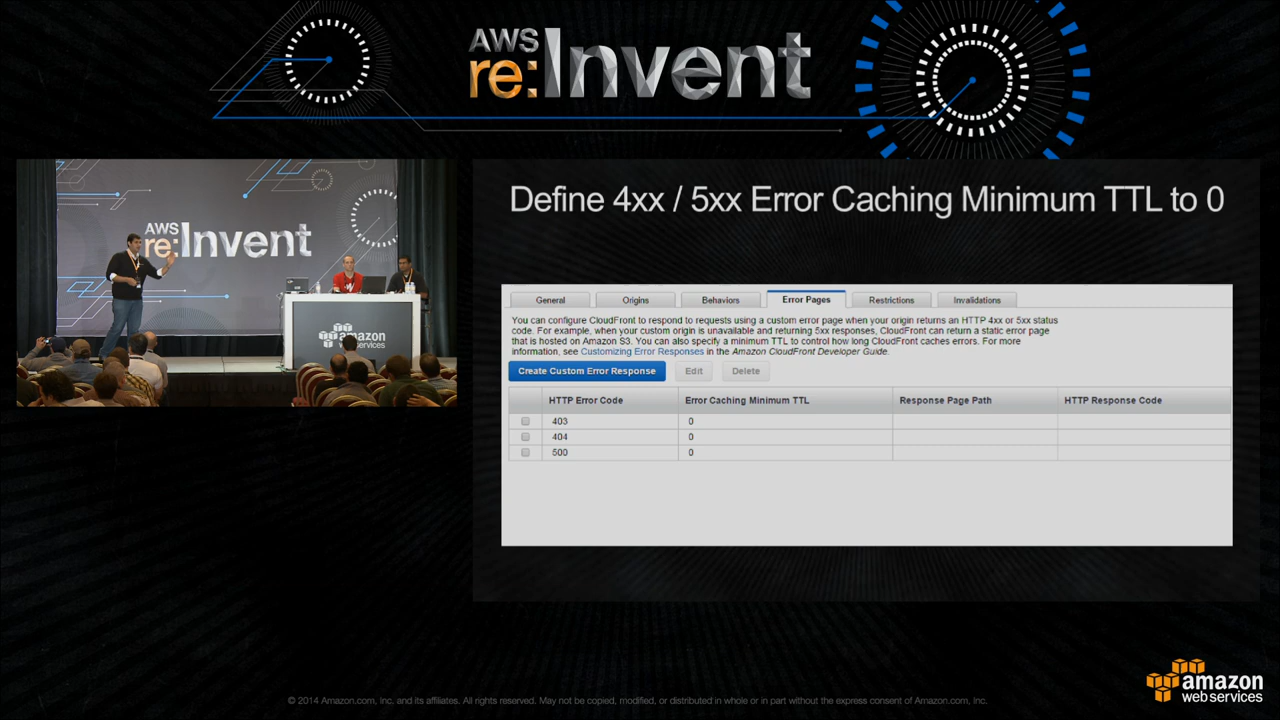 AWS
re:Invent
AWS
re:Invent
amazon
web services
Define 4xx / 5xx Error Caching Minimum TTL to 0
General Origins Behaviors Error Pages Restrictions Invalidations
You can configure CloudFront to respond to requests using a custom error page when your origin returns an HTTP 4xx or 5xx status
code. For example, when your custom origin is unavailable and returning 5xx responses, CloudFront can return a static error page
that is hosted on Amazon S3. You can also specify a minimum TTL to control how long CloudFront caches errors. For more
information, see Customizing Error Responses in the Amazon CloudFront Developer Guide.
Create Custom Error Response Edit Delete
HTTP Error Code Error Caching Minimum TTL Response Page Path HTTP Response Code
403 0
404 0
500 0
© 2014 Amazon.com, Inc. and its affiliates. All rights reserved. May not be copied, modified, or distributed in whole or in part without the express consent of Amazon.com, Inc.
amazon
web services